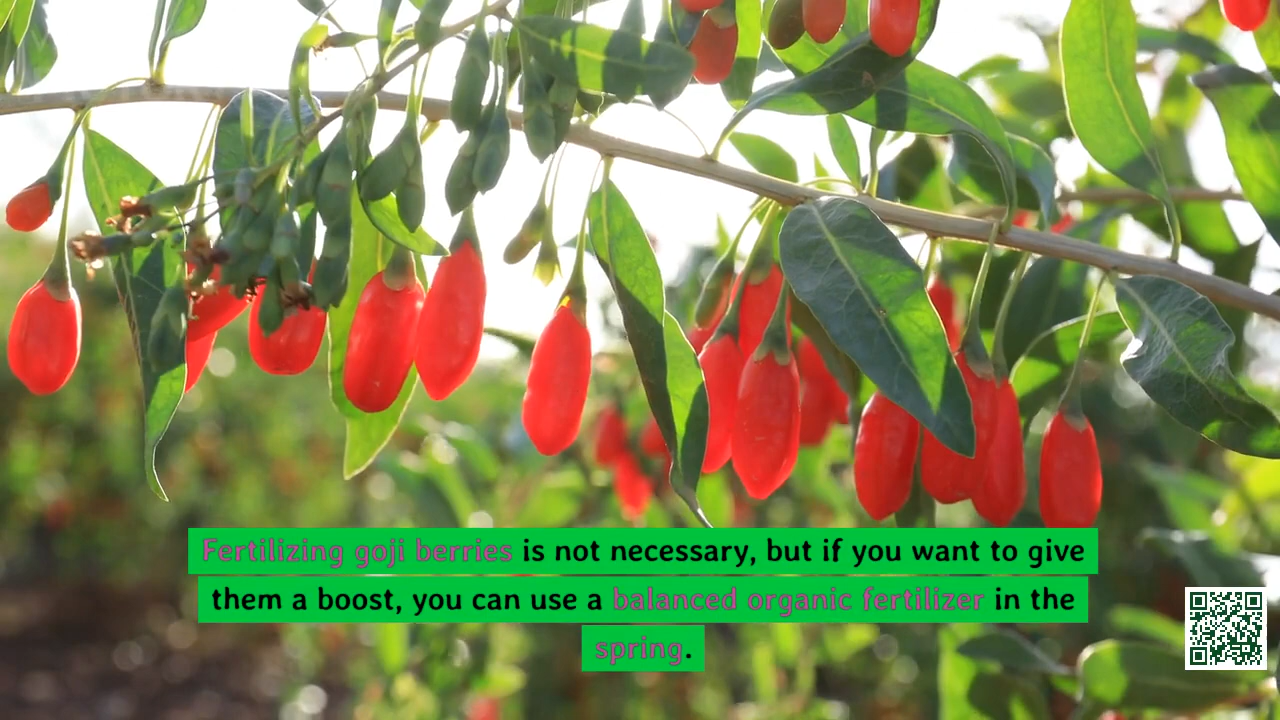 Fertilizing goji berries is not necessary, but if you want to give
them a boost, you can use a balanced organic fertilizer in the
spring.